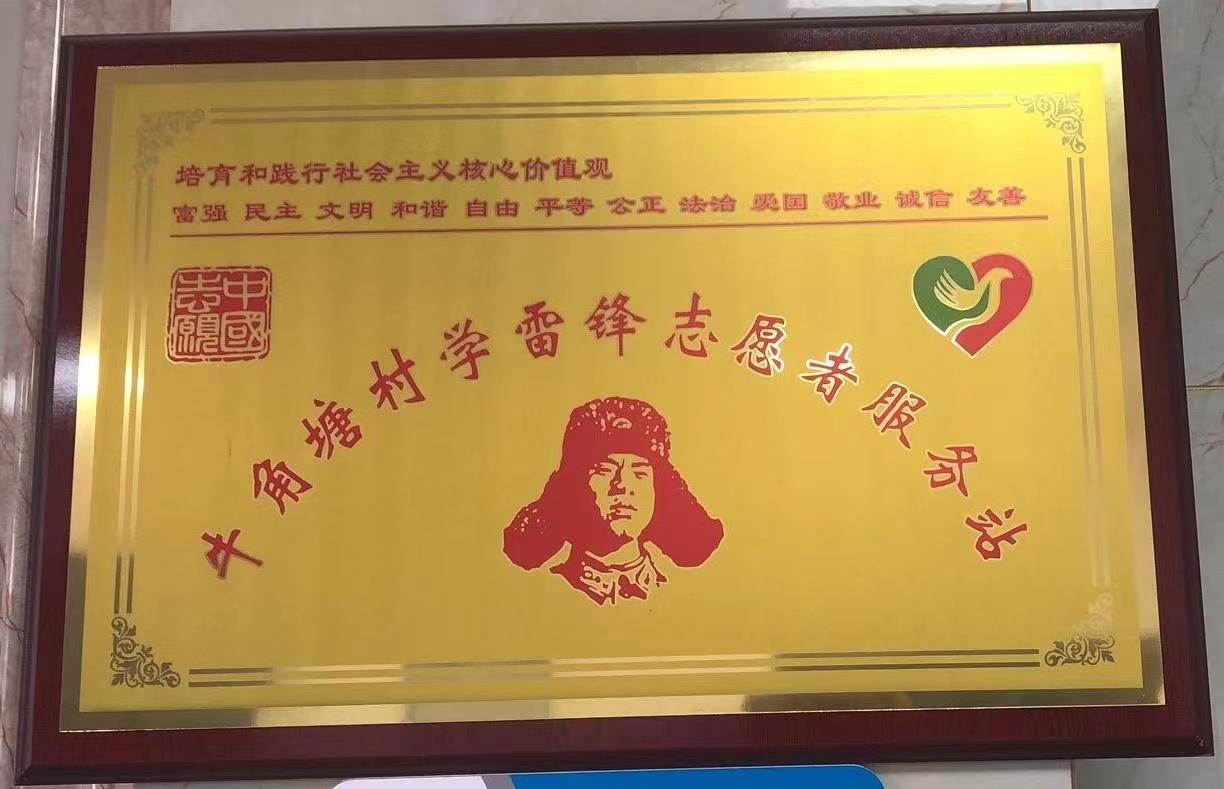 培育和践行社会主义核心价值观
富强 民主 文明 和谐 自由 平等 公正 法治 爱国 敬业 诚信 友善
中國志願
牛角塘村学雷锋志愿者服务站